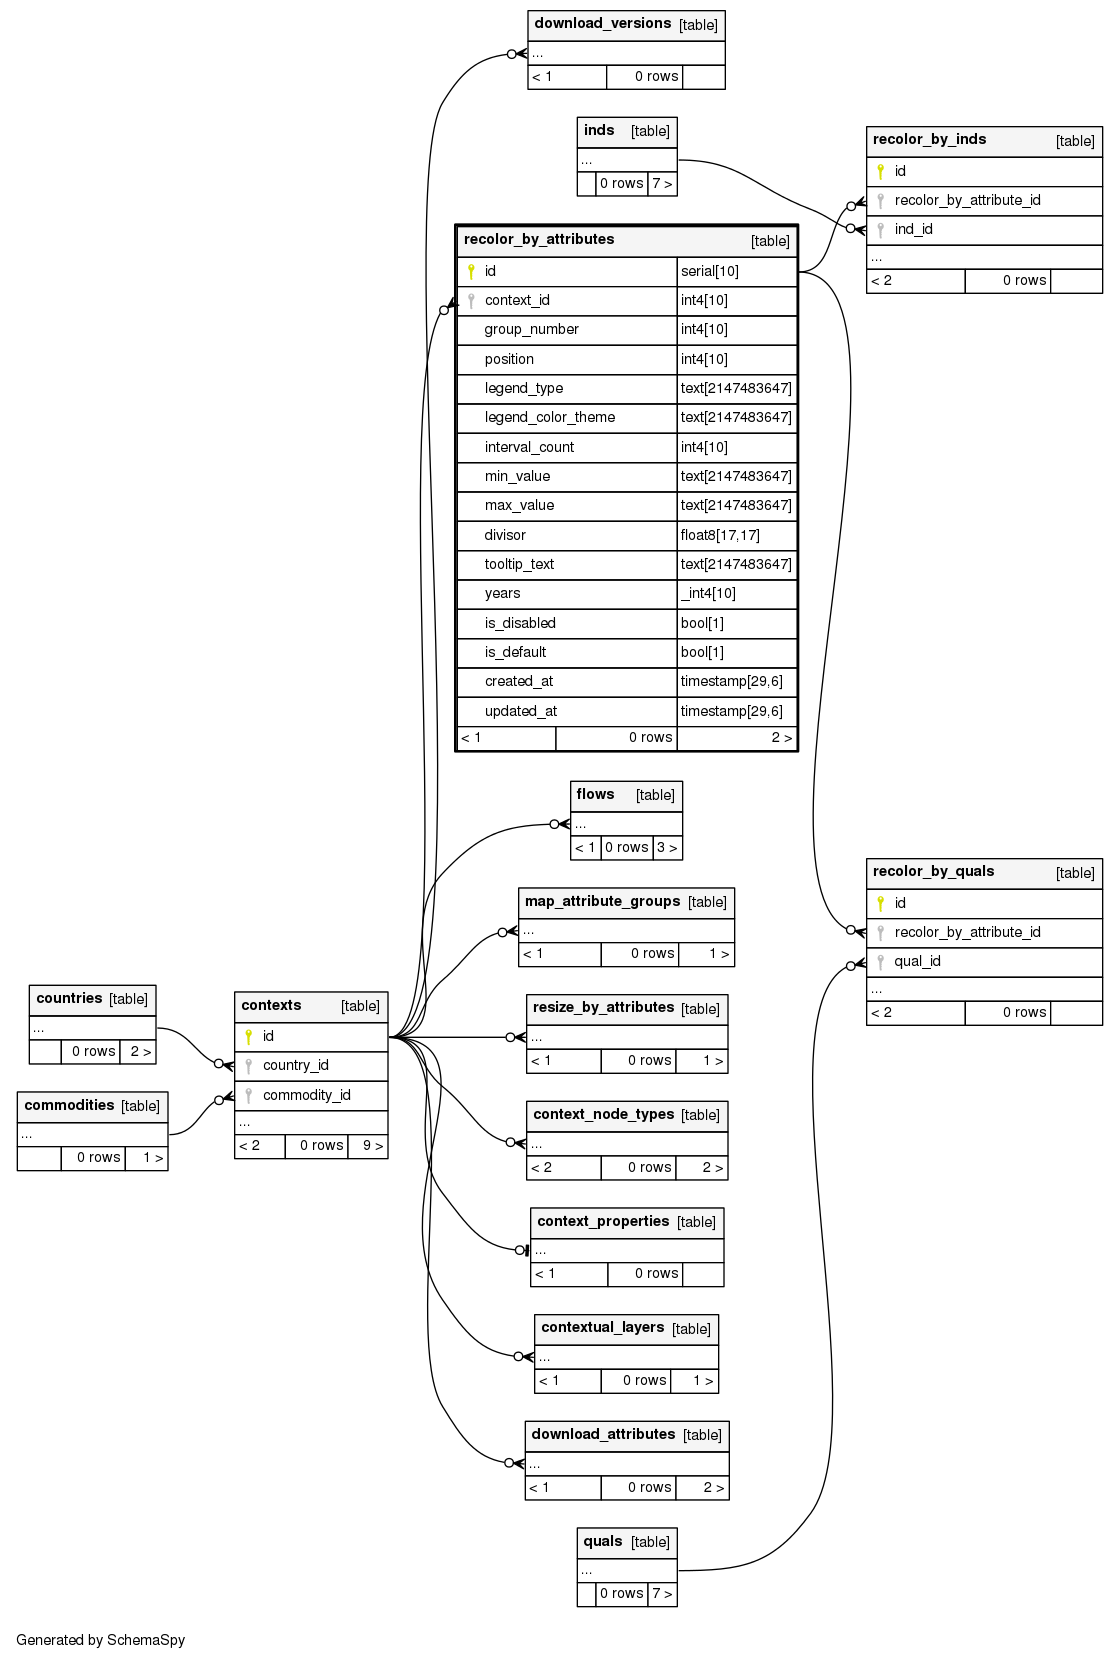 download_versions [table]
...
< 1 0 rows
inds [table]
...
0 rows 7 >
recolor_by_inds [table]
id
recolor_by_attribute_id
ind_id
...
< 2 0 rows
recolor_by_attributes [table]
id serial[10]
context_id int4[10]
group_number int4[10]
position int4[10]
legend_type text[2147483647]
legend_color_theme text[2147483647]
interval_count int4[10]
min_value text[2147483647]
max_value text[2147483647]
divisor float8[17,17]
tooltip_text text[2147483647]
years _int4[10]
is_disabled bool[1]
is_default bool[1]
created_at timestamp[29,6]
updated_at timestamp[29,6]
< 1 0 rows 2 >
flows [table]
...
< 1 0 rows 3 >
recolor_by_quals [table]
id
recolor_by_attribute_id
qual_id
...
< 2 0 rows
map_attribute_groups [table]
...
< 1 0 rows 1 >
countries [table]
...
0 rows 2 >
commodities [table]
...
0 rows 1 >
contexts [table]
id
country_id
commodity_id
...
< 2 0 rows 9 >
resize_by_attributes [table]
...
< 1 0 rows 1 >
context_node_types [table]
...
< 2 0 rows 2 >
context_properties [table]
...
< 1 0 rows
contextual_layers [table]
...
< 1 0 rows 1 >
download_attributes [table]
...
< 1 0 rows 2 >
quals [table]
...
0 rows 7 >
Generated by SchemaSpy